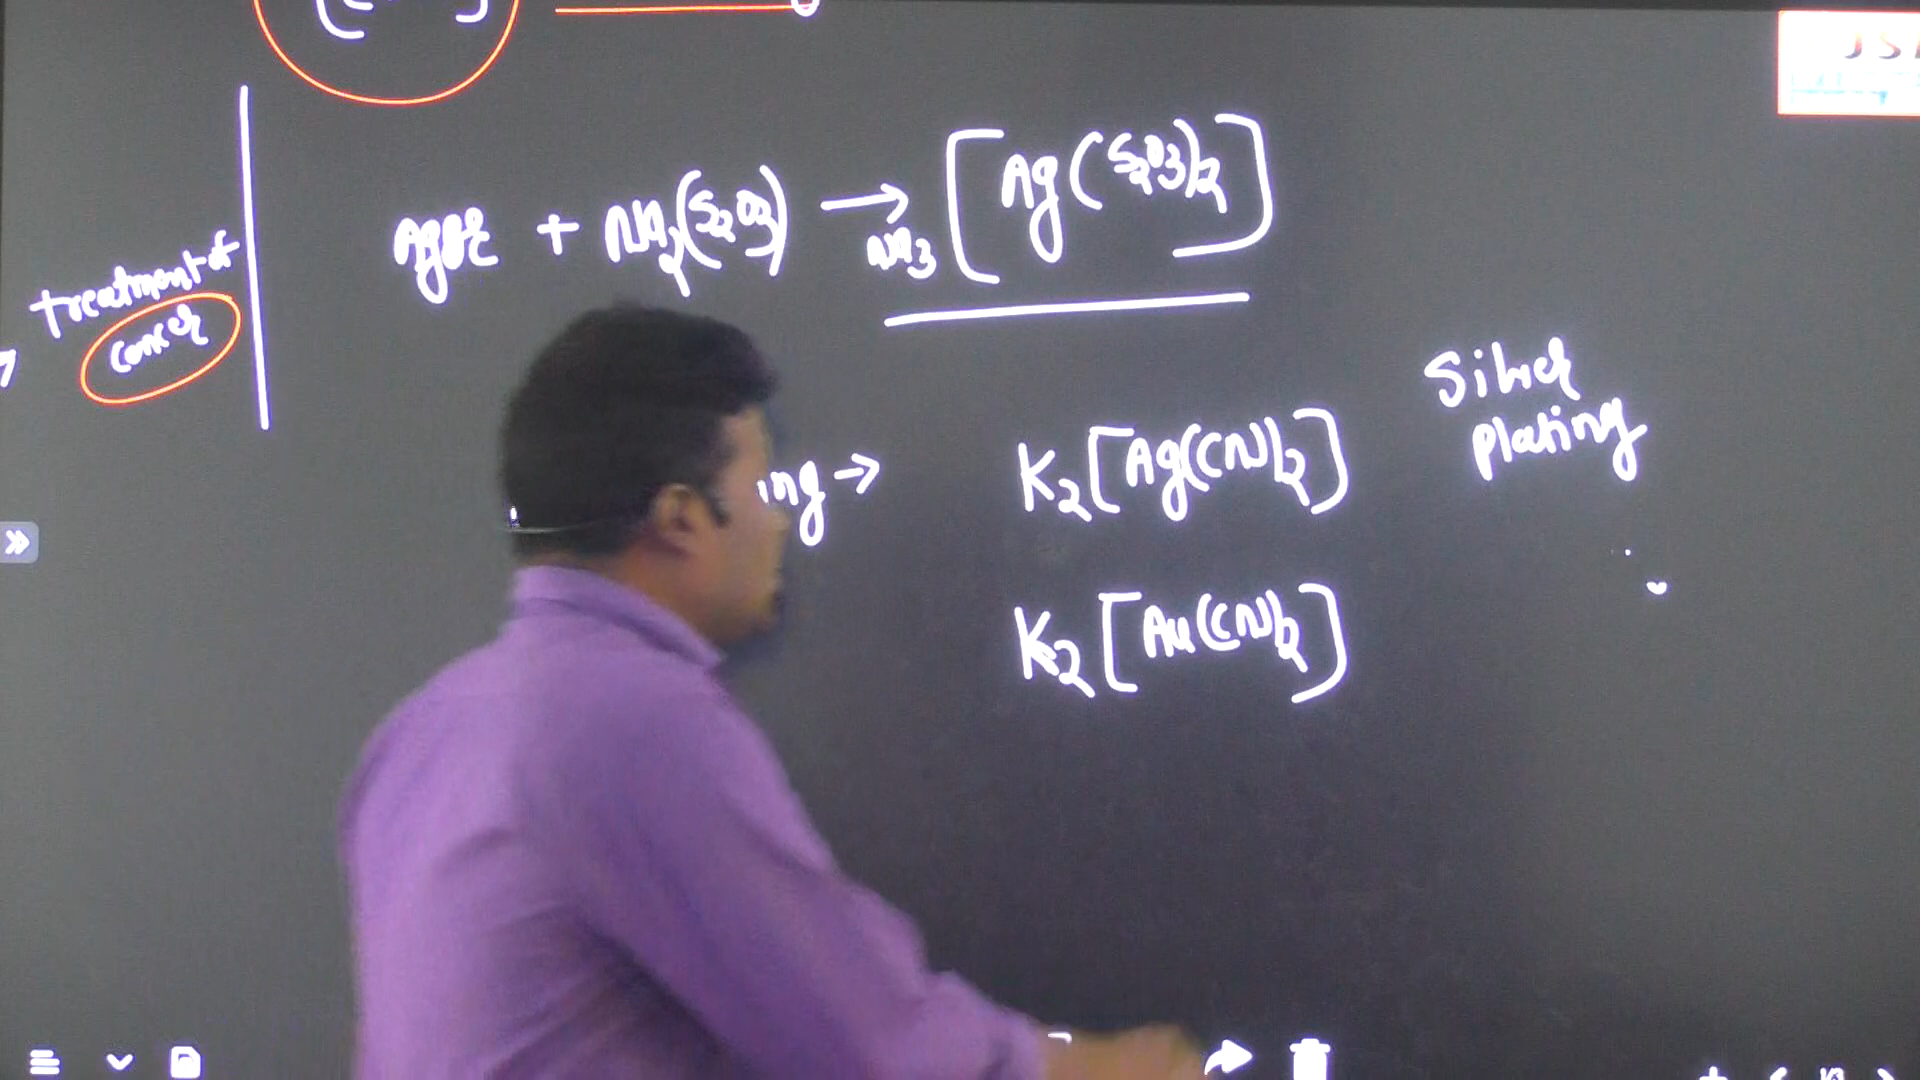 AgBr + Na2(S2O3) → [Ag(S2O3)2]
Na3
treatment of
cancer
Silver
plating
ing → K2[Ag(CN)2]
K2[Au(CN)2]